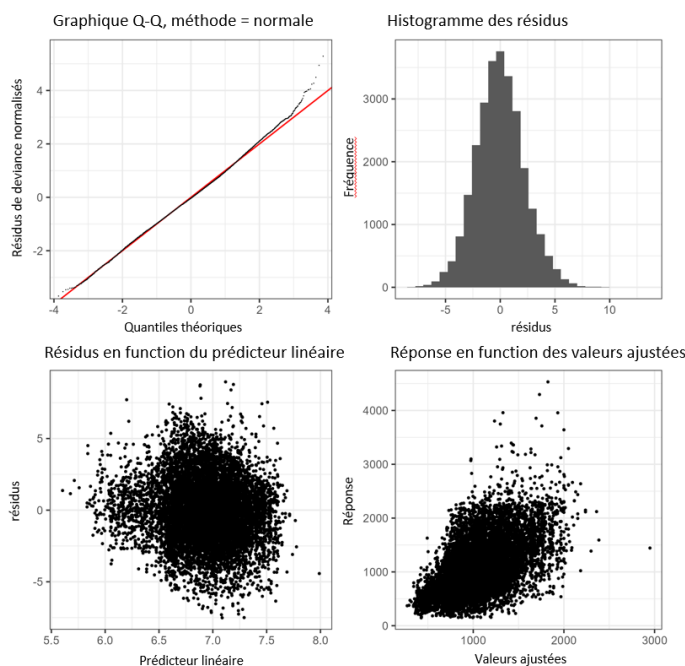 Graphique Q-Q, méthode = normale
Histogramme des résidus
Résidus de deviance normalisés
4
2
0
-2
-4
-2
0
2
4
Quantiles théoriques
Fréquence
3000
2000
1000
0
-5
0
5
10
résidus
Résidus en function du prédicteur linéaire
Réponse en function des valeurs ajustées
résidus
5
0
-5
5.5
6.0
6.5
7.0
7.5
8.0
Prédicteur linéaire
Réponse
4000
3000
2000
1000
0
1000
2000
3000
Valeurs ajustées